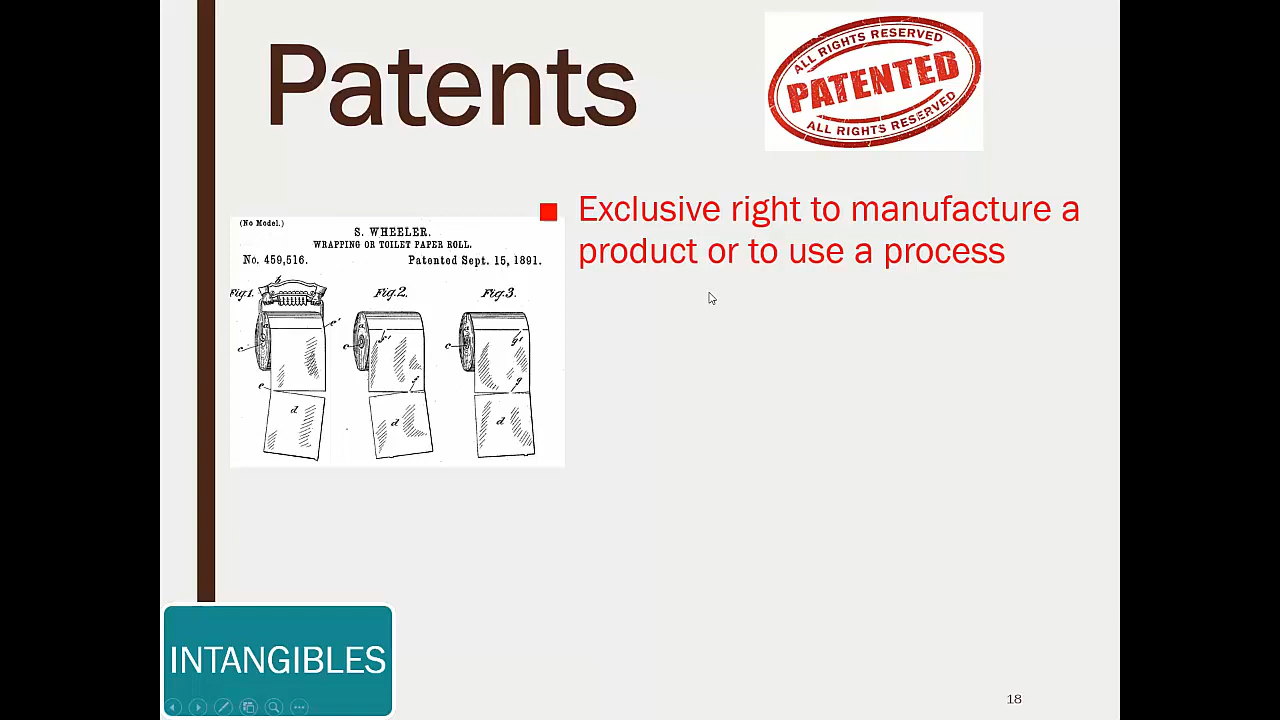 Patents
ALL RIGHTS RESERVED
PATENTED
ALL RIGHTS RESERVED
Exclusive right to manufacture a
product or to use a process
(No Model.)
S. WHEELER.
WRAPPING OR TOILET PAPER ROLL.
No. 459,516. Patented Sept. 15, 1891.
Fig.1. Fig.2. Fig.3.
INTANGIBLES
18